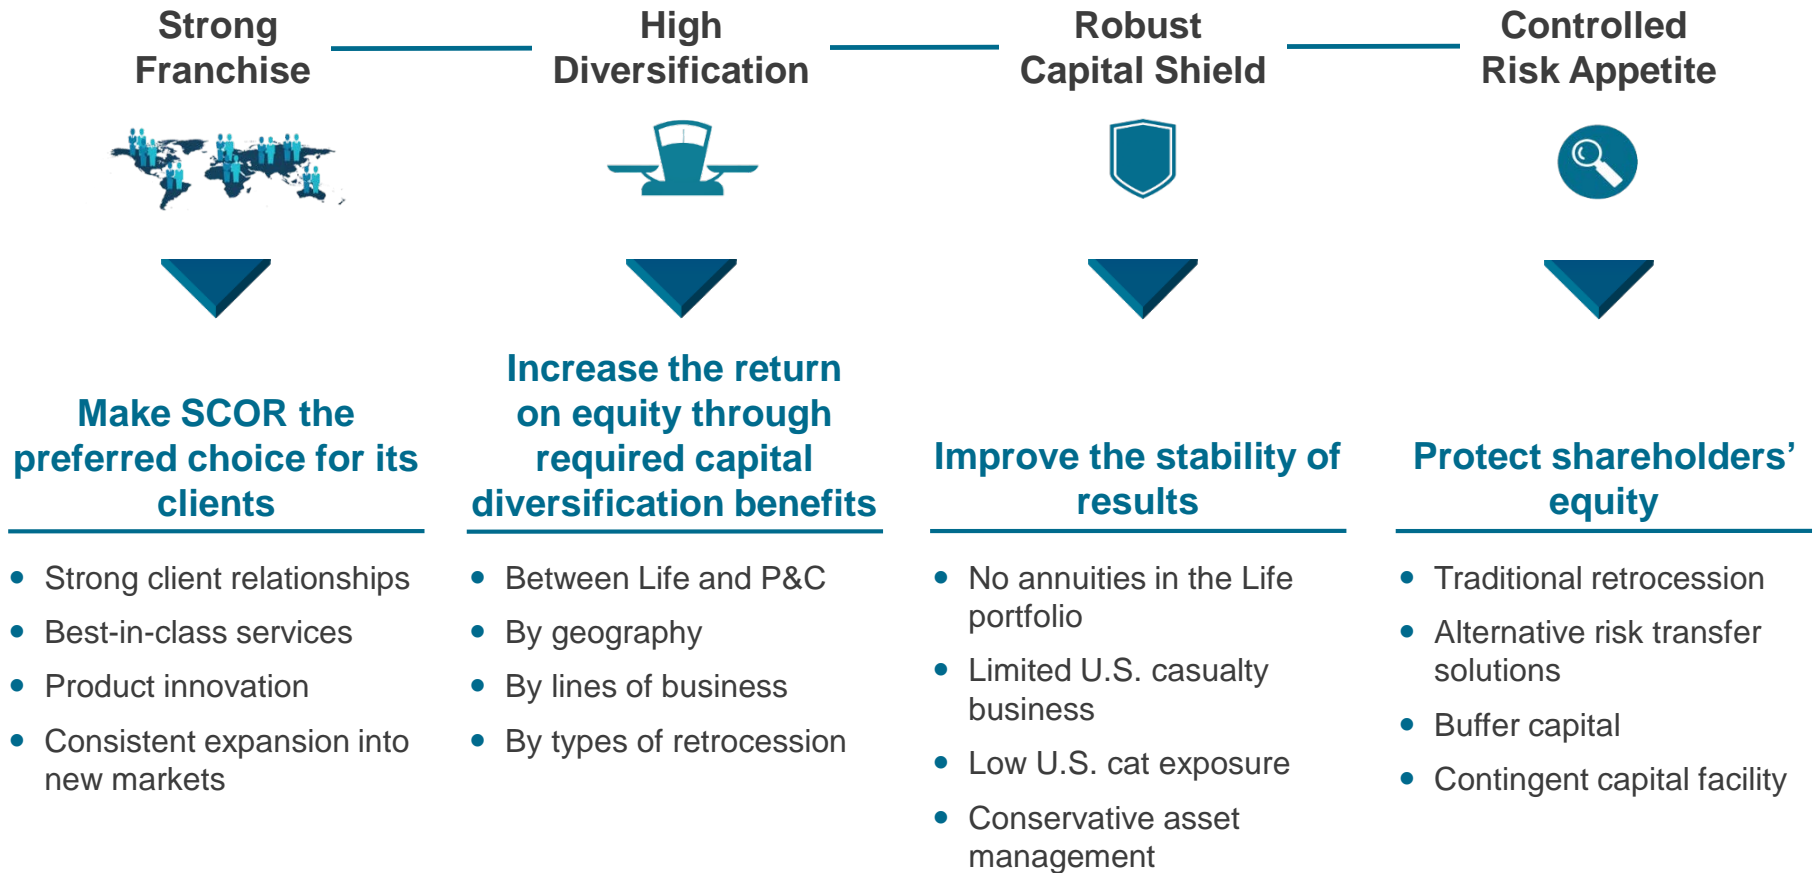 Strong
Franchise
High
Diversification
Robust
Capital Shield
Controlled
Risk Appetite
Make SCOR the
preferred choice for its
clients
• Strong client relationships
• Best-in-class services
• Product innovation
• Consistent expansion into
new markets
Increase the return
on equity through
required capital
diversification benefits
• Between Life and P&C
• By geography
• By lines of business
• By types of retrocession
Improve the stability of
results
• No annuities in the Life
portfolio
• Limited U.S. casualty
business
• Low U.S. cat exposure
• Conservative asset
management
Protect shareholders’
equity
• Traditional retrocession
• Alternative risk transfer
solutions
• Buffer capital
• Contingent capital facility